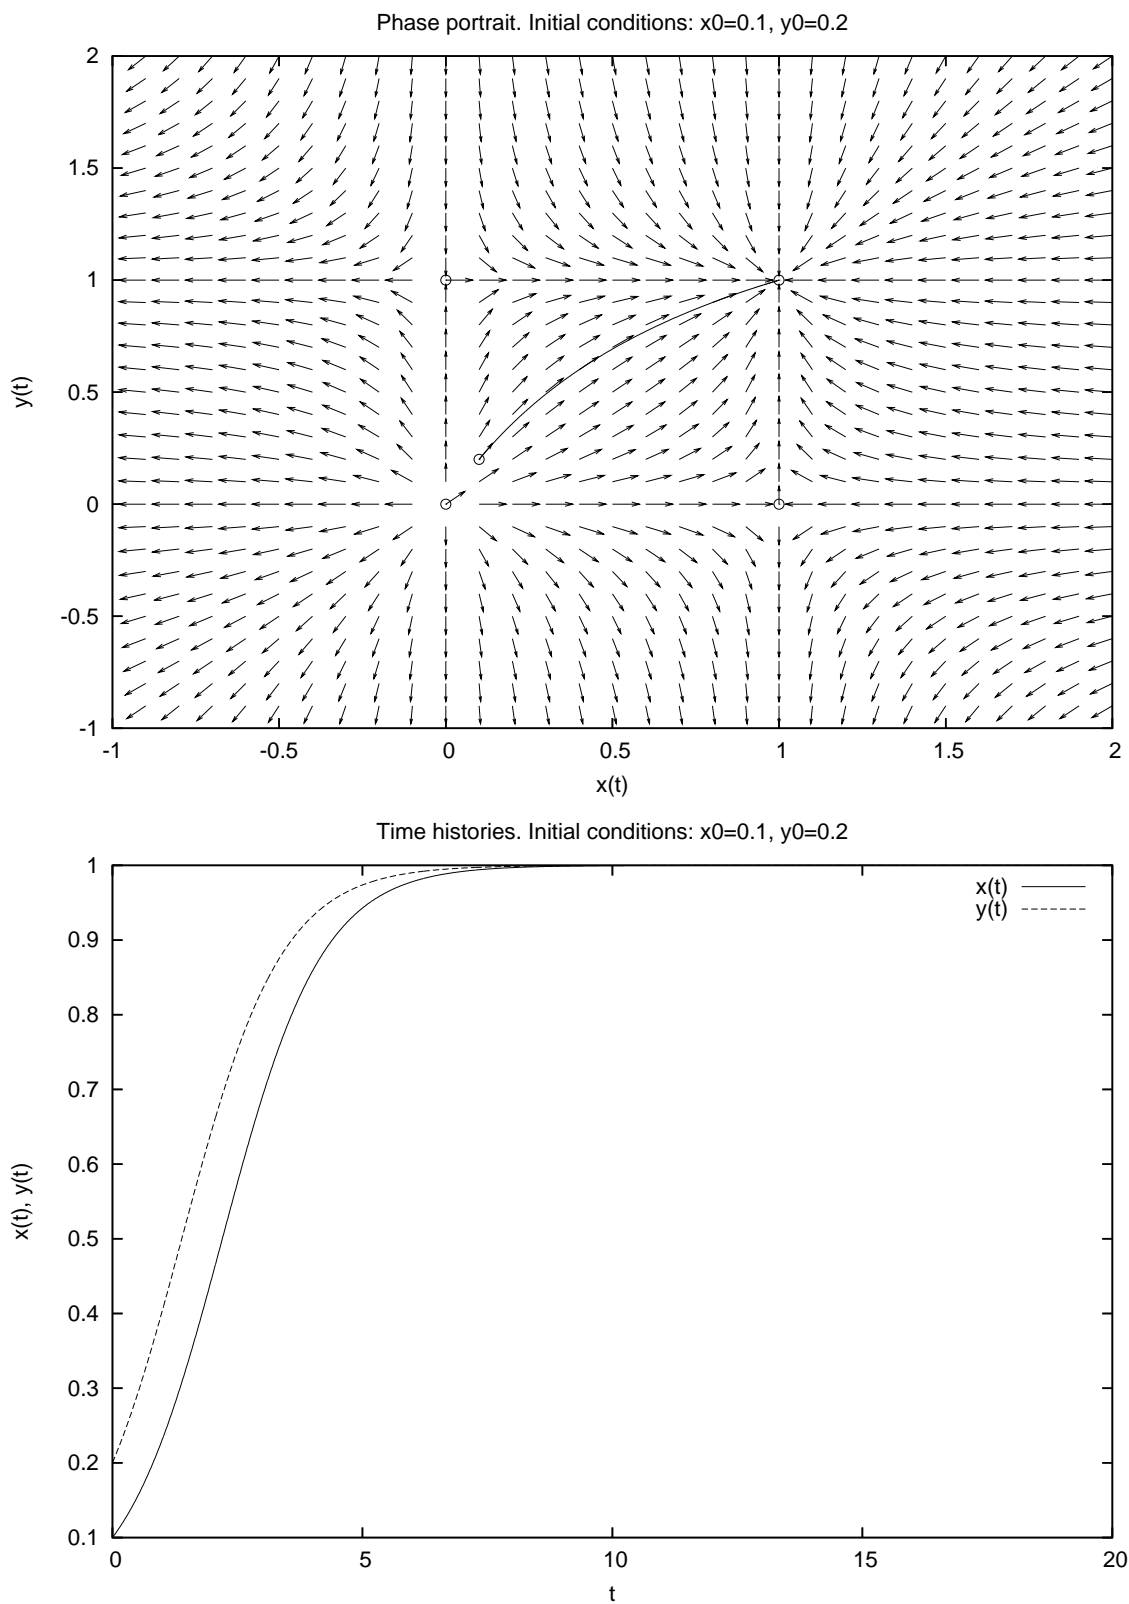 Phase portrait. Initial conditions: x0=0.1, y0=0.2
2
1.5
1
0.5
0
-0.5
-1
y(t)
-1 -0.5 0 0.5 1 1.5 2
x(t)
Time histories. Initial conditions: x0=0.1, y0=0.2
x(t)
y(t)
1
0.9
0.8
0.7
0.6
0.5
0.4
0.3
0.2
0.1
x(t), y(t)
0 5 10 15 20
t